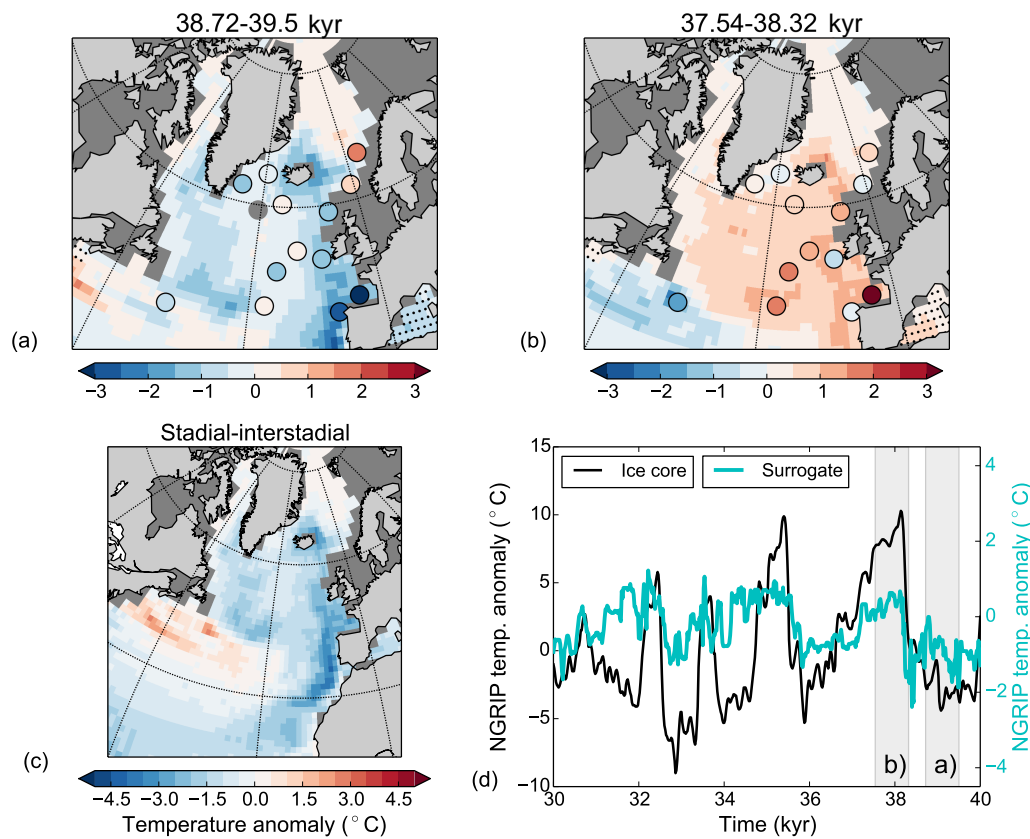 38.72-39.5 kyr
37.54-38.32 kyr
(a)
(b)
−3 −2 −1 0 1 2 3
−3 −2 −1 0 1 2 3
Stadial-interstadial
(c)
−4.5 −3.0 −1.5 0.0 1.5 3.0 4.5
Temperature anomaly (°C)
15
10
5
0
−5
−10
NGRIP temp. anomaly (°C)
Ice core
Surrogate
4
2
0
−2
−4
NGRIP temp. anomaly (°C)
b)
a)
(d)
30 32 33 35 36 38 40
Time (kyr)